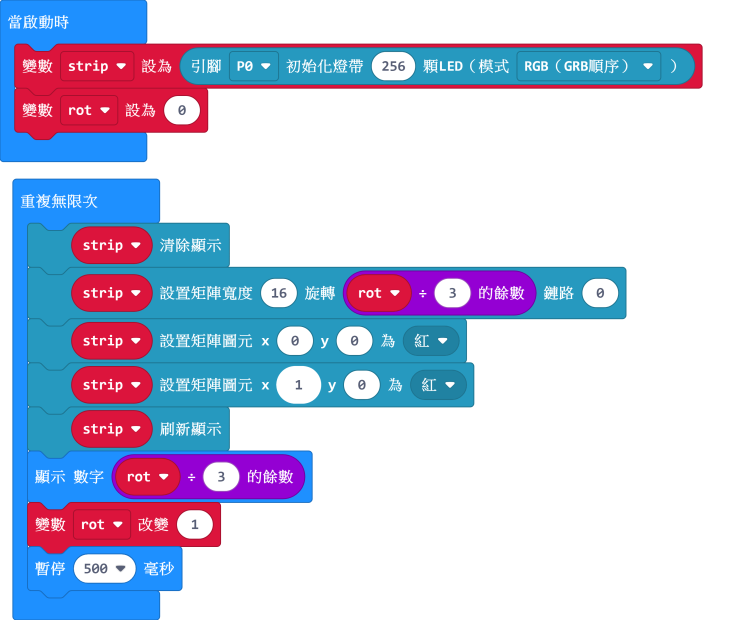 當啟動時
變數 strip 設為 引腳 P0 初始化燈帶 256 顆LED（模式 RGB（GRB順序） ）
變數 rot 設為 0
重複無限次
strip 清除顯示
strip 設置矩陣寬度 16 旋轉 rot ÷ 3 的餘數 鏈路 0
strip 設置矩陣圖元 x 0 y 0 為 紅
strip 設置矩陣圖元 x 1 y 0 為 紅
strip 刷新顯示
顯示 數字 rot ÷ 3 的餘數
變數 rot 改變 1
暫停 500 毫秒